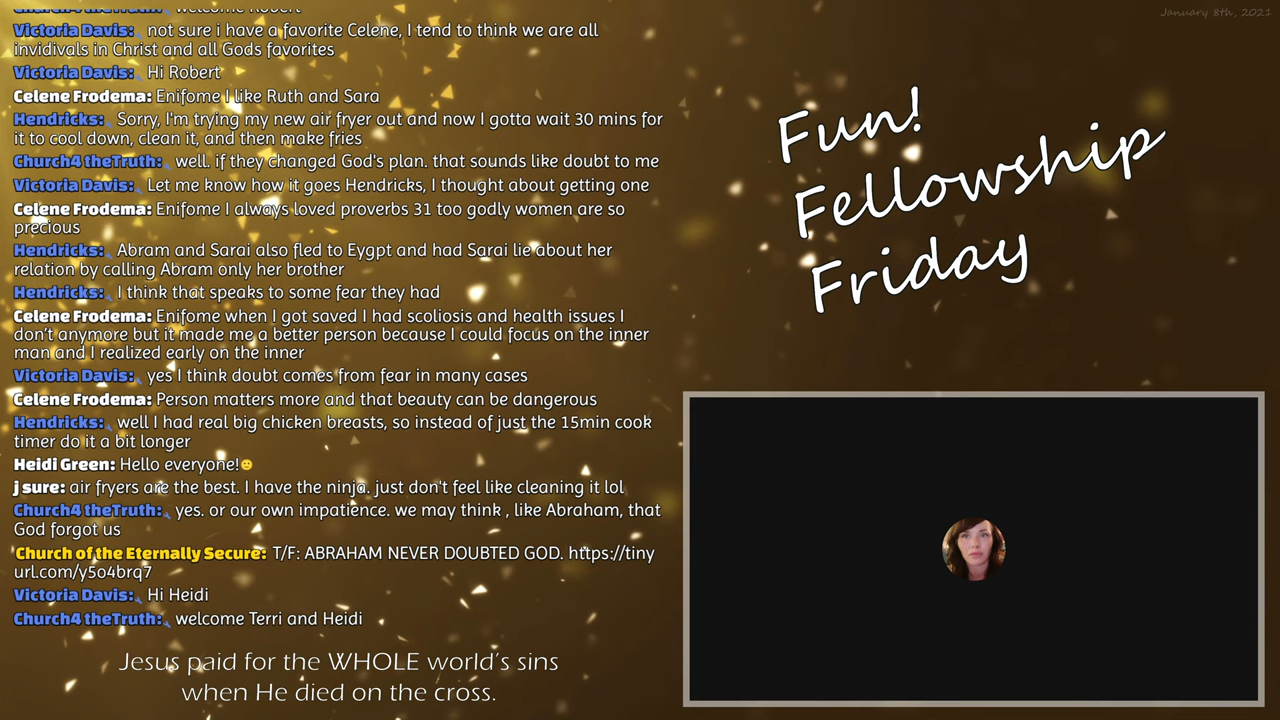 Church4 theTruth: welcome Robert
Victoria Davis: not sure i have a favorite Celene, I tend to think we are all
invidivals in Christ and all Gods favorites
Victoria Davis: Hi Robert
Celene Frodema: Enifome I like Ruth and Sara
Hendricks: Sorry, I'm trying my new air fryer out and now I gotta wait 30 mins for
it to cool down, clean it, and then make fries
Church4 theTruth: well. if they changed God's plan. that sounds like doubt to me
Victoria Davis: Let me know how it goes Hendricks, I thought about getting one
Celene Frodema: Enifome I always loved proverbs 31 too godly women are so
precious
Hendricks: Abram and Sarai also fled to Eygpt and had Sarai lie about her
relation by calling Abram only her brother
Hendricks: I think that speaks to some fear they had
Celene Frodema: Enifome when I got saved I had scoliosis and health issues I
don't anymore but it made me a better person because I could focus on the inner
man and I realized early on the inner
Victoria Davis: yes I think doubt comes from fear in many cases
Celene Frodema: Person matters more and that beauty can be dangerous
Hendricks: well I had real big chicken breasts, so instead of just the 15min cook
timer do it a bit longer
Heidi Green: Hello everyone!
j sure: air fryers are the best. I have the ninja. just don't feel like cleaning it lol
Church4 theTruth: yes. or our own impatience. we may think , like Abraham, that
God forgot us
Church of the Eternally Secure: T/F: ABRAHAM NEVER DOUBTED GOD. https://tiny
url.com/y5o4brq7
Victoria Davis: Hi Heidi
Church4 theTruth: welcome Terri and Heidi
Jesus paid for the WHOLE world's sins
when He died on the cross.
January 8th, 2021
Fun!
Fellowship
Friday